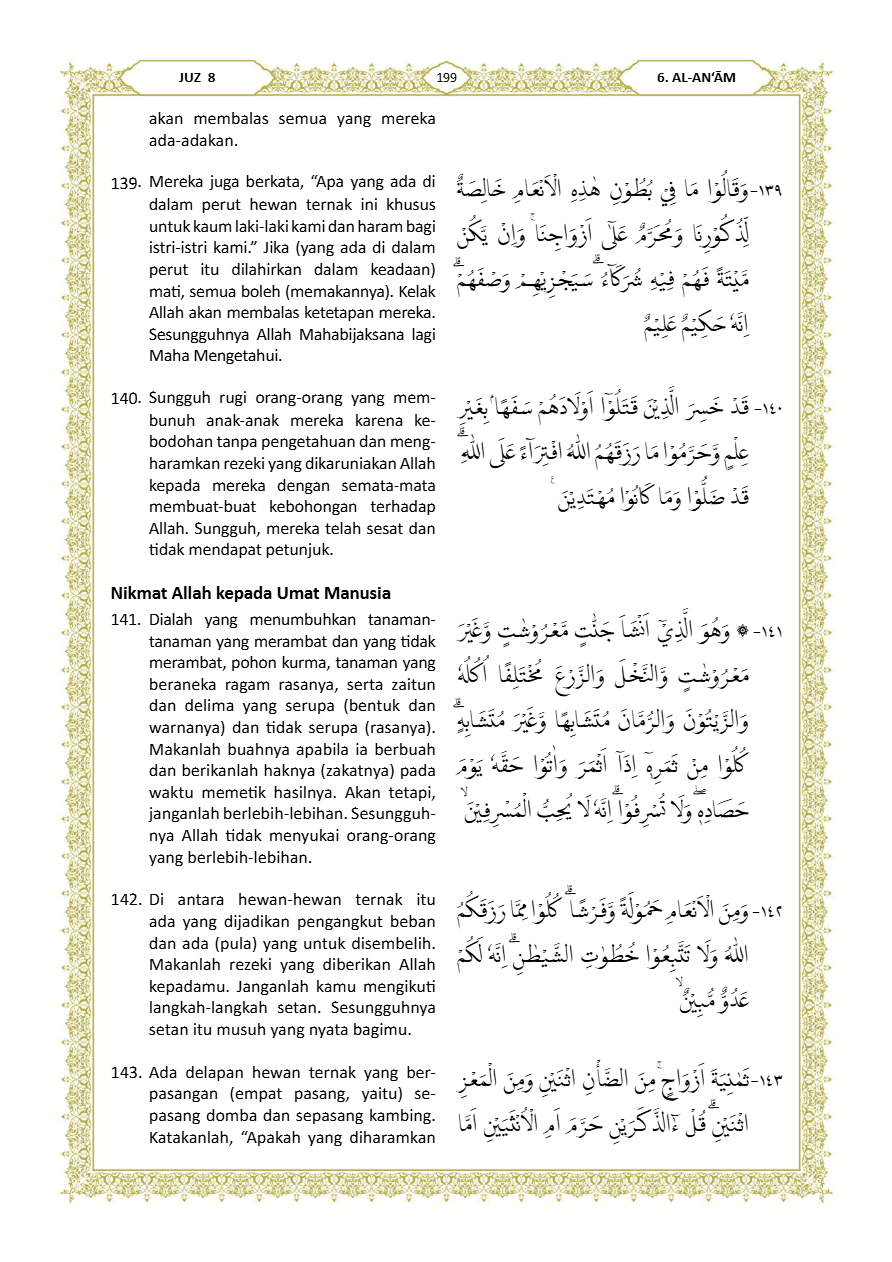 JUZ 8
199
6. AL-AN‘ĀM
akan membalas semua yang mereka
ada-adakan.
139. Mereka juga berkata, “Apa yang ada di
dalam perut hewan ternak ini khusus
untuk kaum laki-laki kami dan haram bagi
istri-istri kami.” Jika (yang ada di dalam
perut itu dilahirkan dalam keadaan)
mati, semua boleh (memakannya). Kelak
Allah akan membalas ketetapan mereka.
Sesungguhnya Allah Mahabijaksana lagi
Maha Mengetahui.
١٣٩- وَقَالُوْا مَا فِيْ بُطُوْنِ هٰذِهِ الْاَنْعَامِ خَالِصَةٌ
لِّذُكُوْرِنَا وَمُحَرَّمٌ عَلٰٓى اَزْوَاجِنَاۚ وَاِنْ يَّكُنْ
مَّيْتَةً فَهُمْ فِيْهِ شُرَكَاۤءُ ۗسَيَجْزِيْهِمْ وَصْفَهُمْۗ
اِنَّهٗ حَكِيْمٌ عَلِيْمٌ
140. Sungguh rugi orang-orang yang mem-
bunuh anak-anak mereka karena ke-
bodohan tanpa pengetahuan dan meng-
haramkan rezeki yang dikaruniakan Allah
kepada mereka dengan semata-mata
membuat-buat kebohongan terhadap
Allah. Sungguh, mereka telah sesat dan
tidak mendapat petunjuk.
١٤٠- قَدْ خَسِرَ الَّذِيْنَ قَتَلُوْٓا اَوْلَادَهُمْ سَفَهًاۢ بِغَيْرِ
عِلْمٍ وَّحَرَّمُوْا مَا رَزَقَهُمُ اللّٰهُ افْتِرَاۤءً عَلَى اللّٰهِ ۗ
قَدْ ضَلُّوْا وَمَا كَانُوْا مُهْتَدِيْنَ ۚ
Nikmat Allah kepada Umat Manusia
141. Dialah yang menumbuhkan tanaman-
tanaman yang merambat dan yang tidak
merambat, pohon kurma, tanaman yang
beraneka ragam rasanya, serta zaitun
dan delima yang serupa (bentuk dan
warnanya) dan tidak serupa (rasanya).
Makanlah buahnya apabila ia berbuah
dan berikanlah haknya (zakatnya) pada
waktu memetik hasilnya. Akan tetapi,
janganlah berlebih-lebihan. Sesungguh-
nya Allah tidak menyukai orang-orang
yang berlebih-lebihan.
١٤١- ۞ وَهُوَ الَّذِيْٓ اَنْشَاَ جَنّٰتٍ مَّعْرُوْشٰتٍ وَّغَيْرَ
مَعْرُوْشٰتٍ وَّالنَّخْلَ وَالزَّرْعَ مُخْتَلِفًا اُكُلُهٗ
وَالزَّيْتُوْنَ وَالرُّمَّانَ مُتَشَابِهًا وَّغَيْرَ مُتَشَابِهٍۗ
كُلُوْا مِنْ ثَمَرِهٖٓ اِذَآ اَثْمَرَ وَاٰتُوْا حَقَّهٗ يَوْمَ
حَصَادِهٖۖ وَلَا تُسْرِفُوْا ۗاِنَّهٗ لَا يُحِبُّ الْمُسْرِفِيْنَۙ
142. Di antara hewan-hewan ternak itu
ada yang dijadikan pengangkut beban
dan ada (pula) yang untuk disembelih.
Makanlah rezeki yang diberikan Allah
kepadamu. Janganlah kamu mengikuti
langkah-langkah setan. Sesungguhnya
setan itu musuh yang nyata bagimu.
١٤٢- وَمِنَ الْاَنْعَامِ حَمُوْلَةً وَّفَرْشًا ۗكُلُوْا مِمَّا رَزَقَكُمُ
اللّٰهُ وَلَا تَتَّبِعُوْا خُطُوٰتِ الشَّيْطٰنِۗ اِنَّهٗ لَكُمْ
عَدُوٌّ مُّبِيْنٌۙ
143. Ada delapan hewan ternak yang ber-
pasangan (empat pasang, yaitu) se-
pasang domba dan sepasang kambing.
Katakanlah, “Apakah yang diharamkan
١٤٣- ثَمٰنِيَةَ اَزْوَاجٍۚ مِنَ الضَّأْنِ اثْنَيْنِ وَمِنَ الْمَعْزِ
اثْنَيْنِۗ قُلْ ءٰۤالذَّكَرَيْنِ حَرَّمَ اَمِ الْاُنْثَيَيْنِ اَمَّا